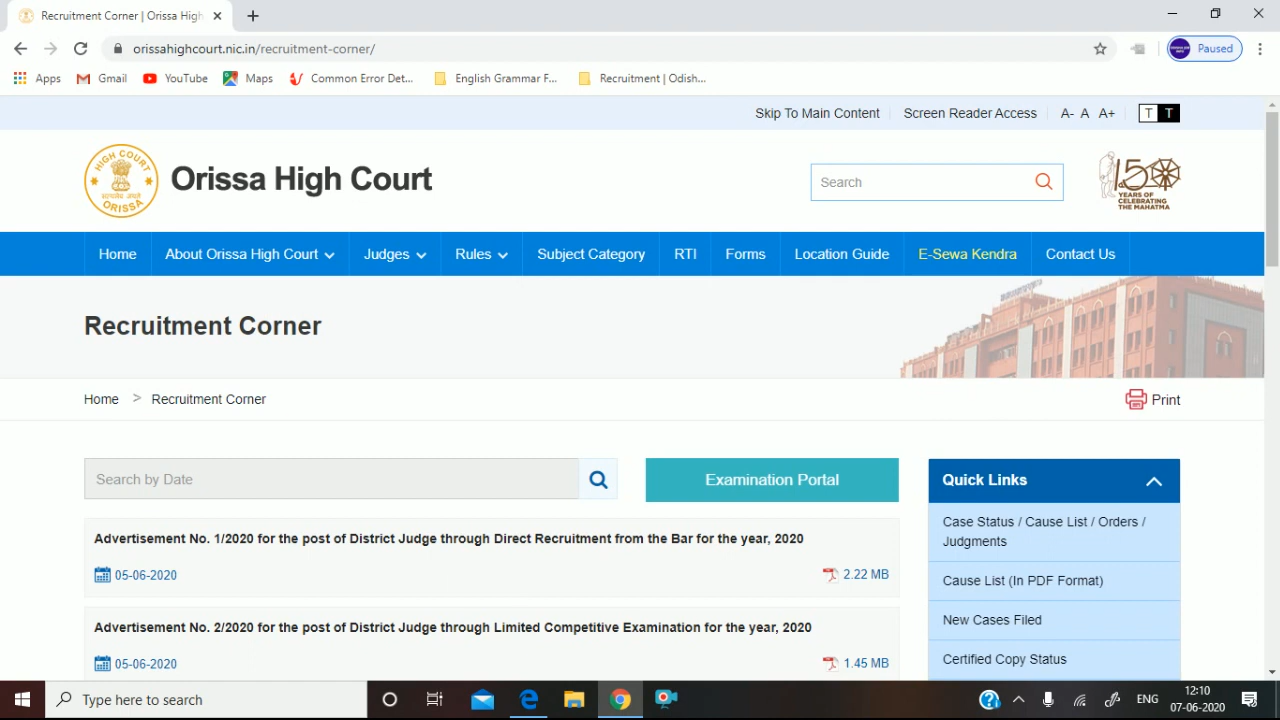 Recruitment Corner | Orissa High
orissahighcourt.nic.in/recruitment-corner/
Paused
Apps
Gmail
YouTube
Maps
Common Error Det...
English Grammar F...
Recruitment | Odish...
Skip To Main Content
Screen Reader Access
A- A A+
T T
HIGH COURT
ORISSA
Orissa High Court
Search
150
YEARS OF
CELEBRATING
THE MAHATMA
Home
About Orissa High Court
Judges
Rules
Subject Category
RTI
Forms
Location Guide
E-Sewa Kendra
Contact Us
Recruitment Corner
Home > Recruitment Corner
Print
Search by Date
Examination Portal
Advertisement No. 1/2020 for the post of District Judge through Direct Recruitment from the Bar for the year, 2020
05-06-2020
2.22 MB
Advertisement No. 2/2020 for the post of District Judge through Limited Competitive Examination for the year, 2020
05-06-2020
1.45 MB
Quick Links
Case Status / Cause List / Orders /
Judgments
Cause List (In PDF Format)
New Cases Filed
Certified Copy Status
Type here to search
ENG
12:10
07-06-2020